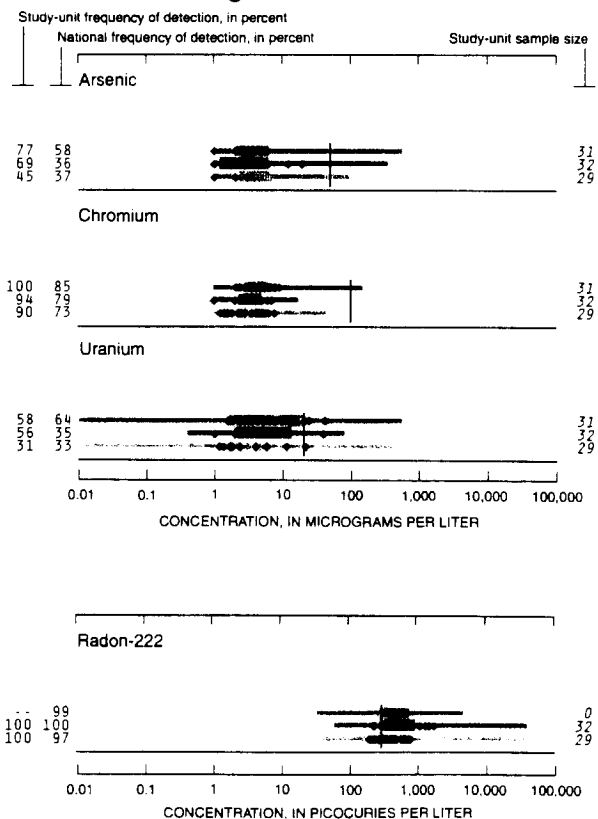 Study-unit frequency of detection, in percent
National frequency of detection, in percent
Study-unit sample size
Arsenic
77 58 31
69 36 32
45 37 29
Chromium
100 85 31
94 79 32
90 73 29
Uranium
58 64 31
56 35 32
31 33 29
0.01 0.1 1 10 100 1,000 10,000 100,000
CONCENTRATION, IN MICROGRAMS PER LITER
Radon-222
-- 99 0
100 100 32
100 97 29
0.01 0.1 1 10 100 1,000 10,000 100,000
CONCENTRATION, IN PICOCURIES PER LITER